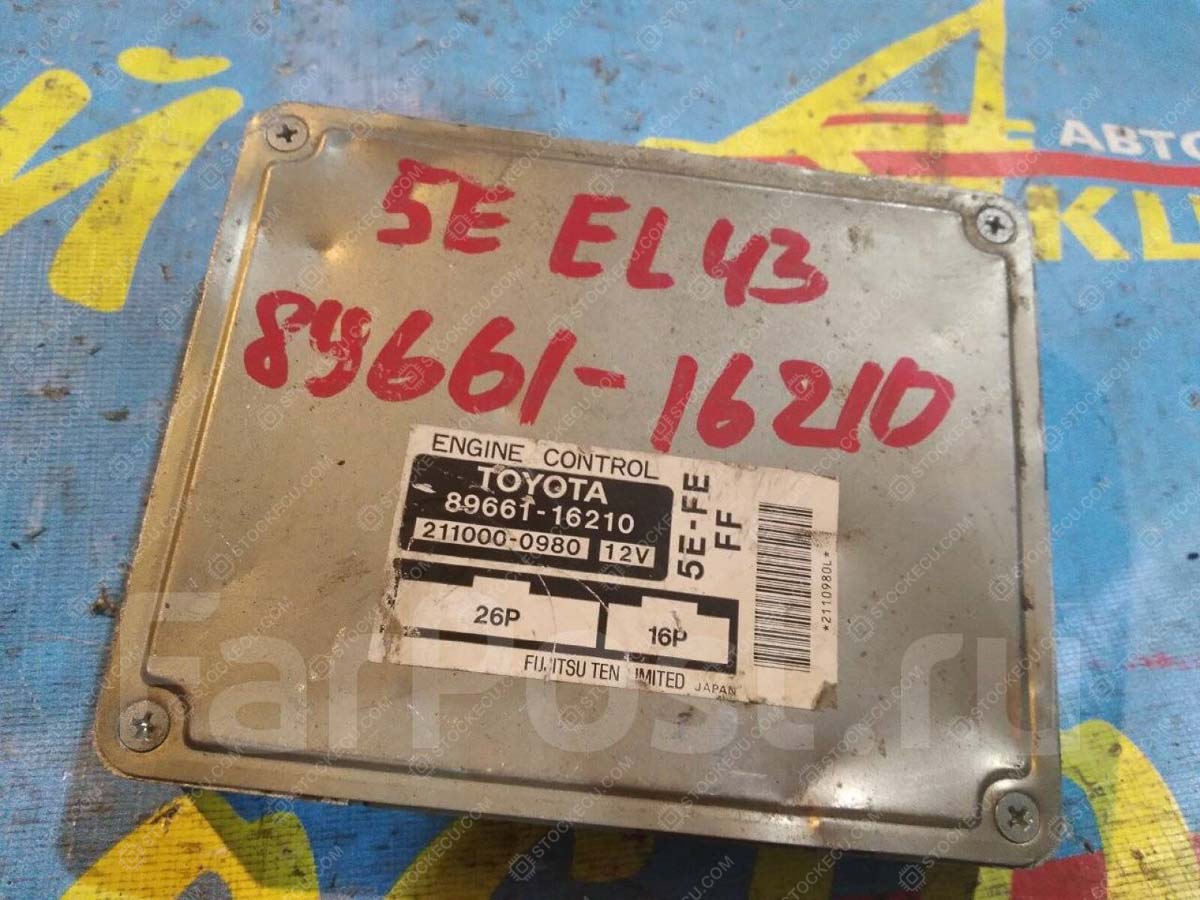 АВТО
5E EL43
89661-16210
ENGINE CONTROL
TOYOTA
89661-16210
211000-0980 12V
5E-FE
FF
26P
16P
FUJITSU TEN LIMITED JAPAN
*2110980L*
FarPost.ru
STOCKECU.COM